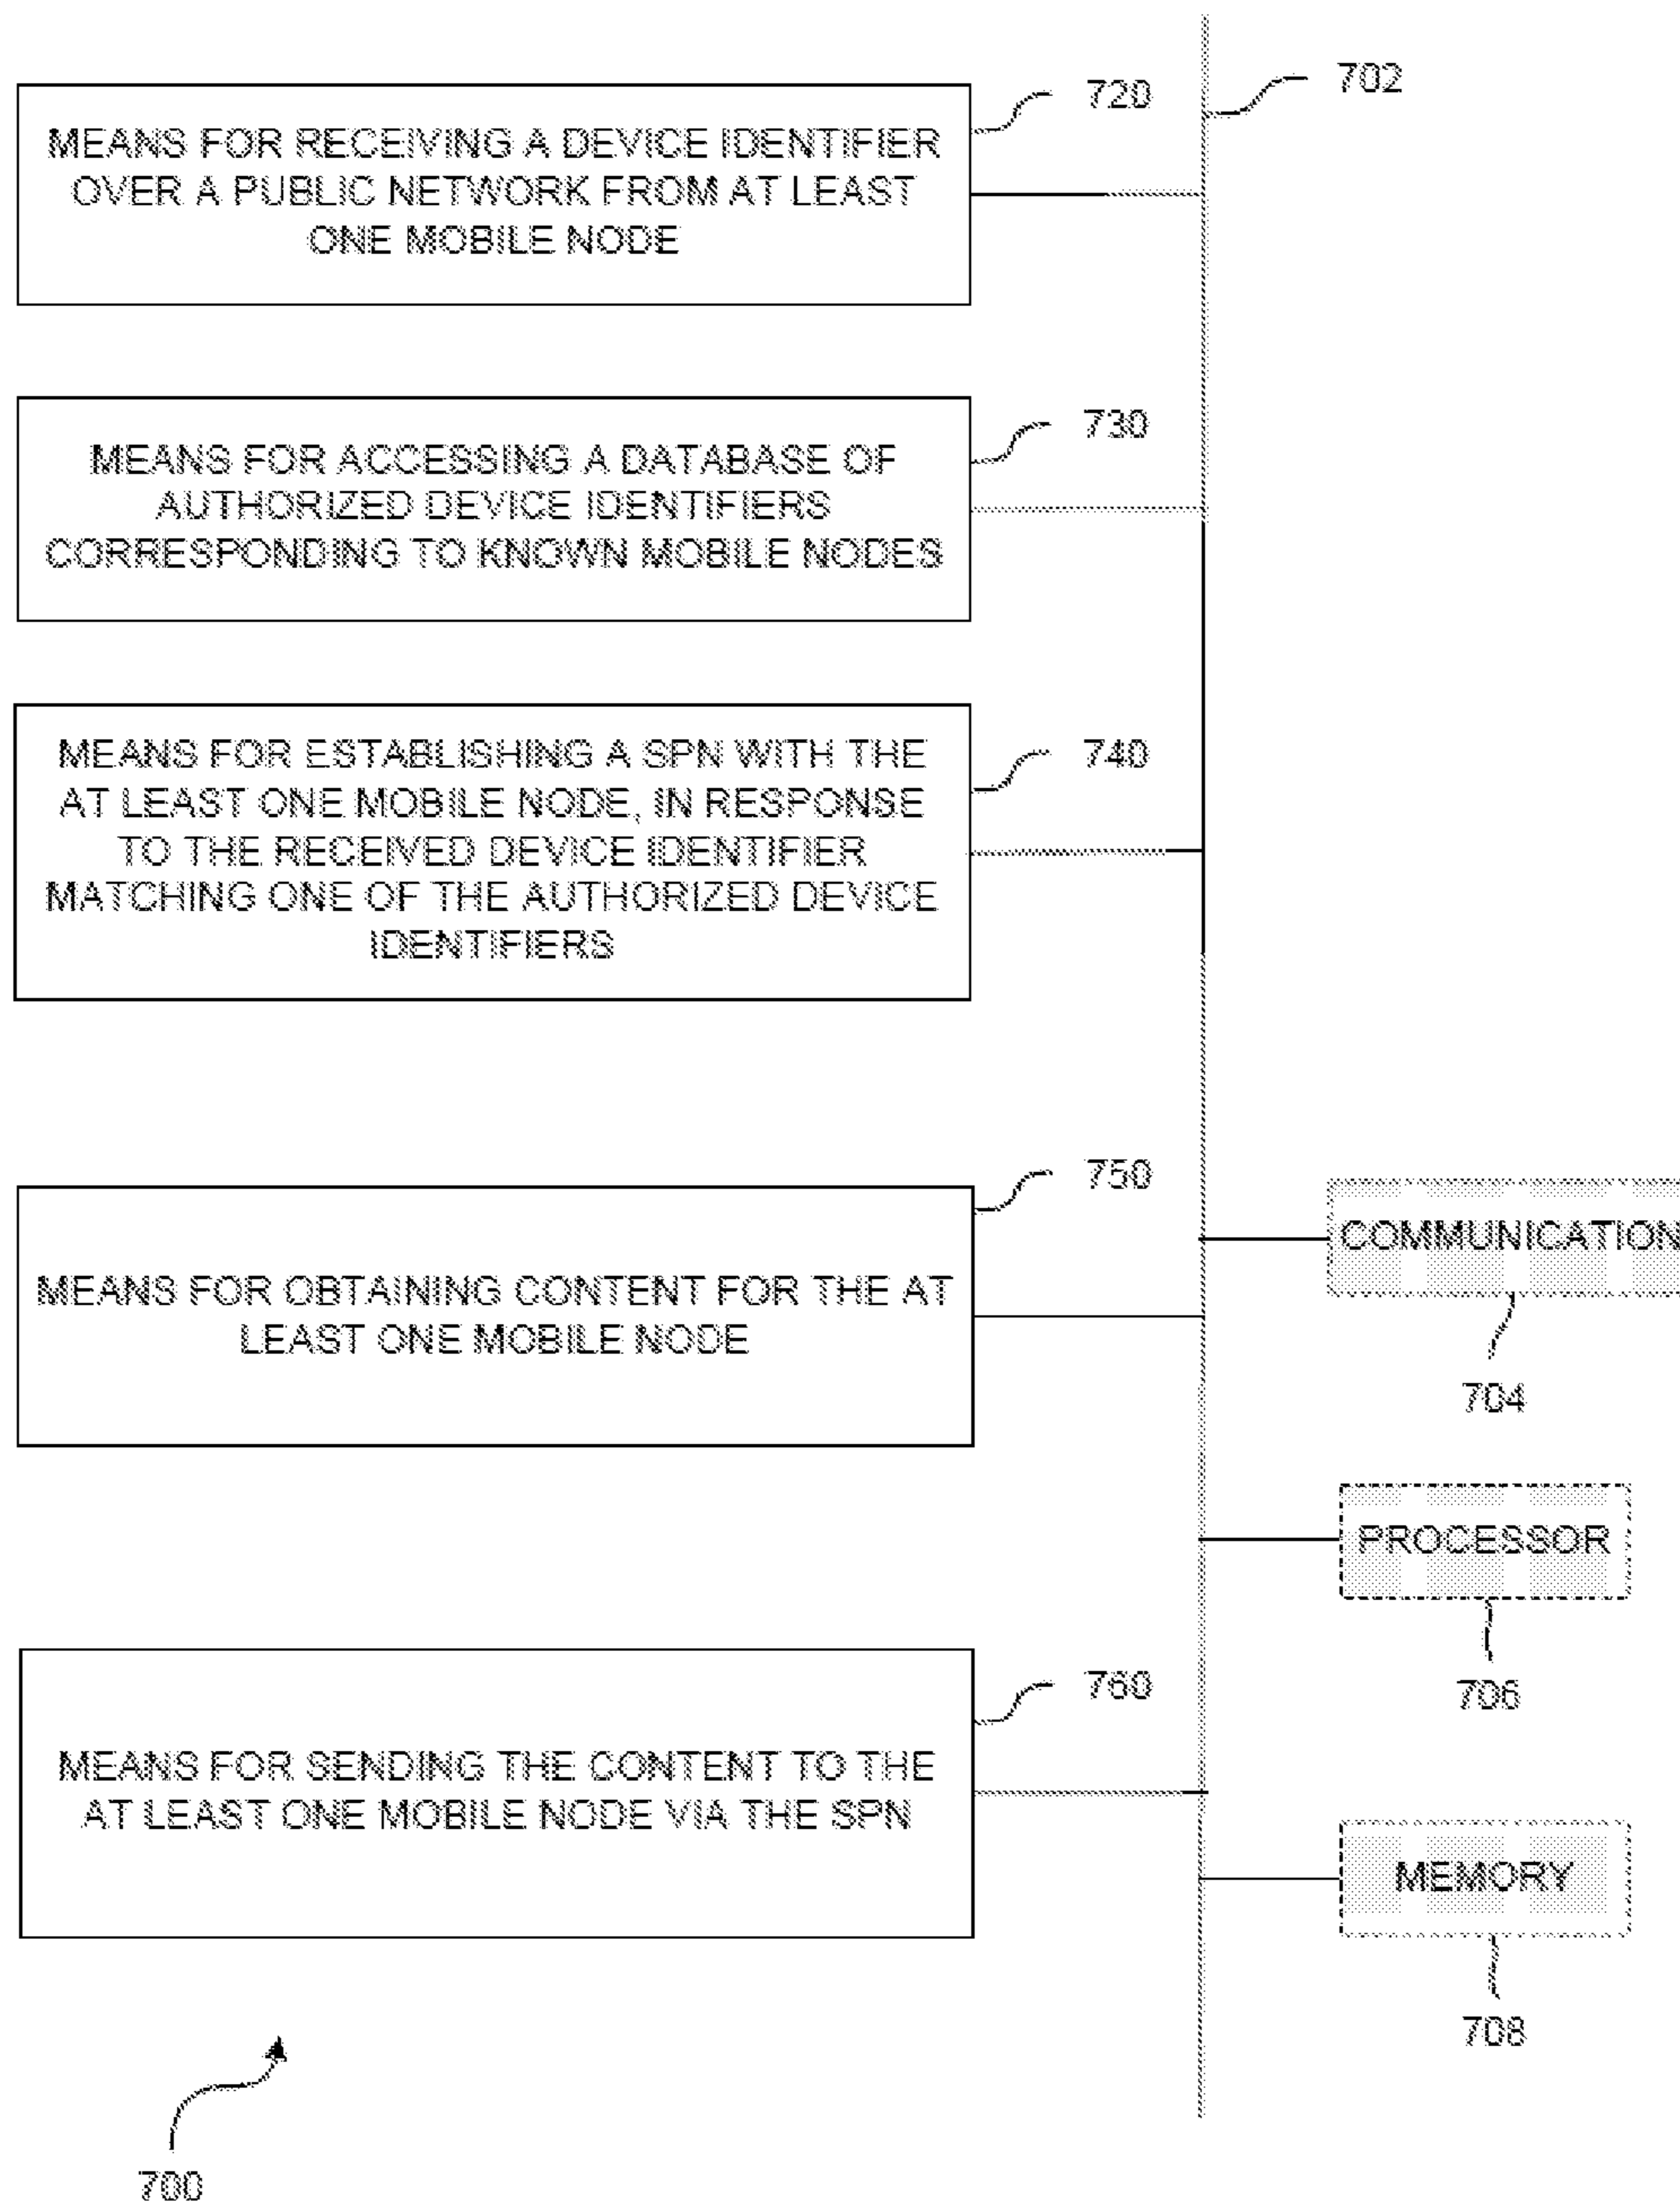 702
720
MEANS FOR RECEIVING A DEVICE IDENTIFIER
OVER A PUBLIC NETWORK FROM AT LEAST
ONE MOBILE NODE
730
MEANS FOR ACCESSING A DATABASE OF
AUTHORIZED DEVICE IDENTIFIERS
CORRESPONDING TO KNOWN MOBILE NODES
740
MEANS FOR ESTABLISHING A SPN WITH THE
AT LEAST ONE MOBILE NODE, IN RESPONSE
TO THE RECEIVED DEVICE IDENTIFIER
MATCHING ONE OF THE AUTHORIZED DEVICE
IDENTIFIERS
750
MEANS FOR OBTAINING CONTENT FOR THE AT
LEAST ONE MOBILE NODE
COMMUNICATION
704
PROCESSOR
706
760
MEANS FOR SENDING THE CONTENT TO THE
AT LEAST ONE MOBILE NODE VIA THE SPN
MEMORY
708
700